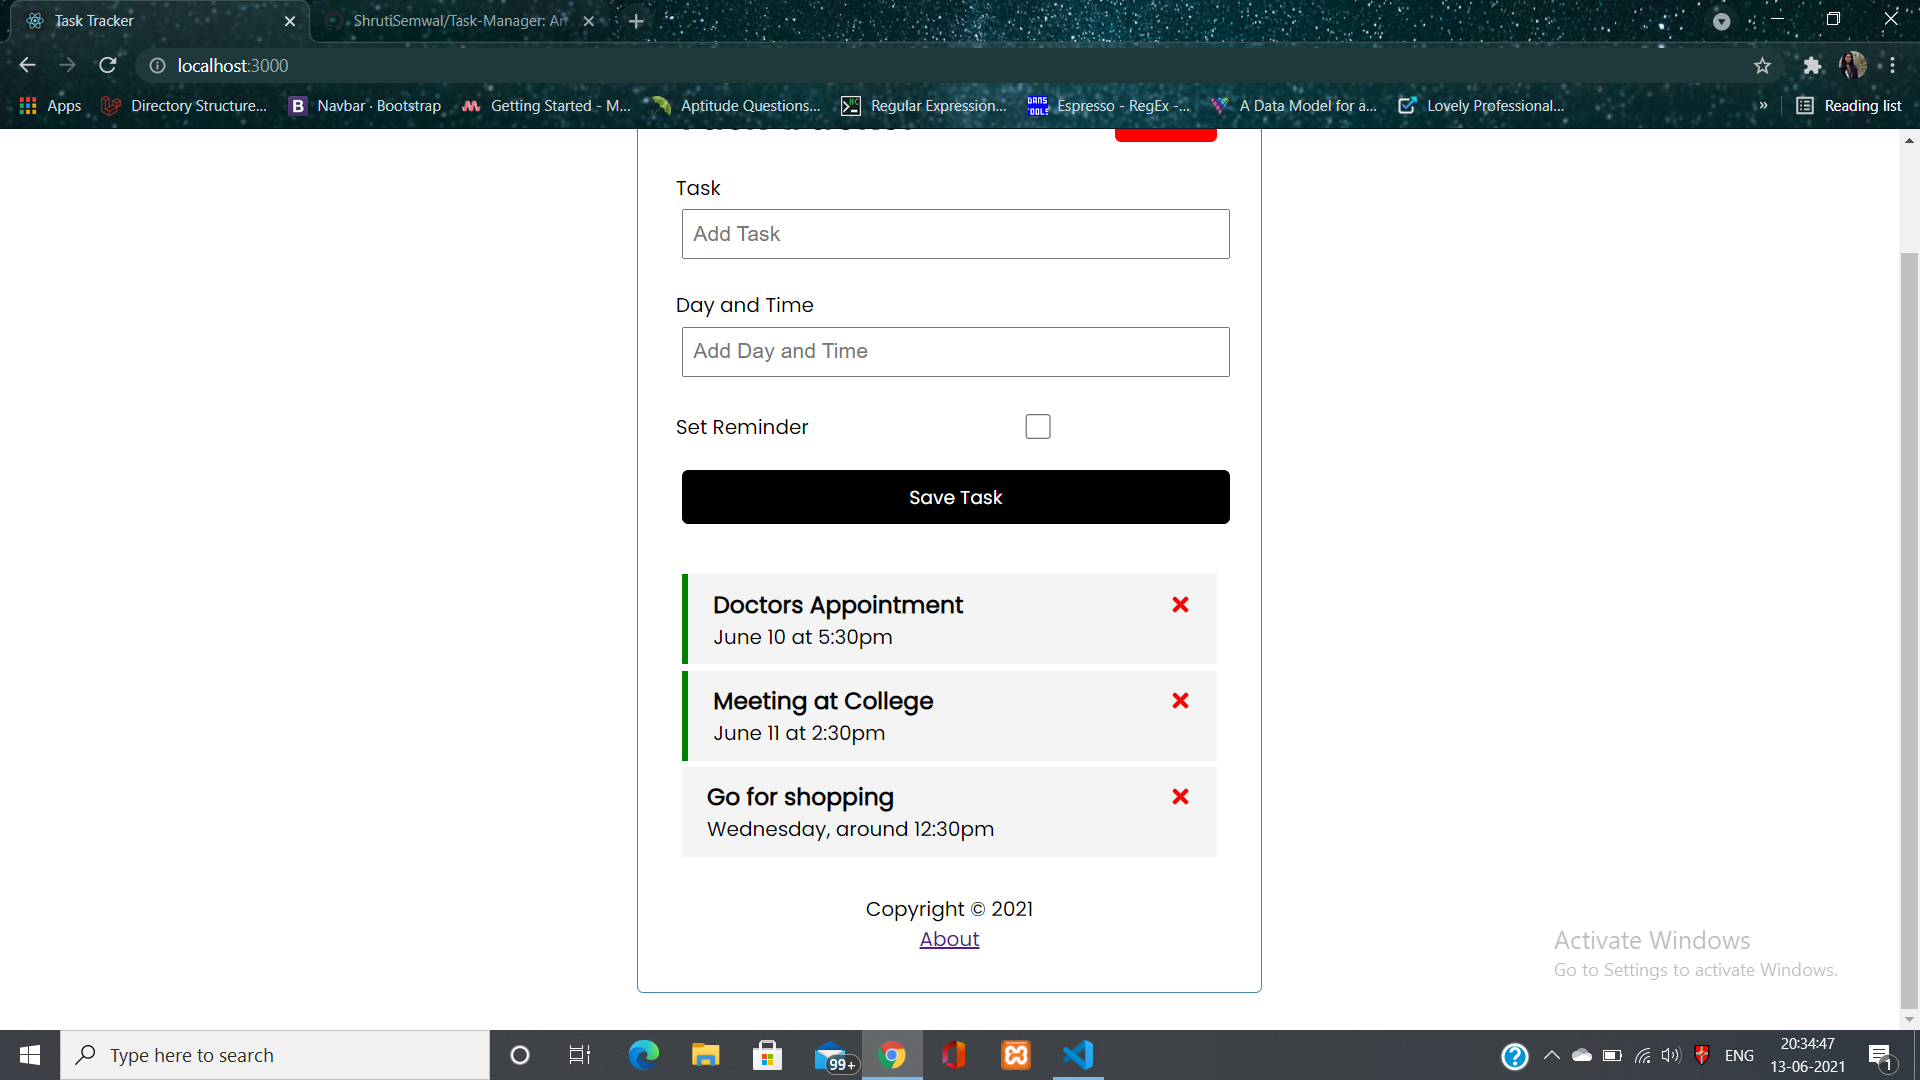 Task Tracker
ShrutiSemwal/Task-Manager: An
localhost:3000
Apps
Directory Structure...
Navbar · Bootstrap
Getting Started - M...
Aptitude Questions...
Regular Expression...
Espresso - RegEx -...
A Data Model for a...
Lovely Professional...
»
Reading list
Task
Add Task
Day and Time
Add Day and Time
Set Reminder
Save Task
Doctors Appointment
June 10 at 5:30pm
Meeting at College
June 11 at 2:30pm
Go for shopping
Wednesday, around 12:30pm
Copyright © 2021
About
Activate Windows
Go to Settings to activate Windows.
Type here to search
99+
ENG
20:34:47
13-06-2021
1